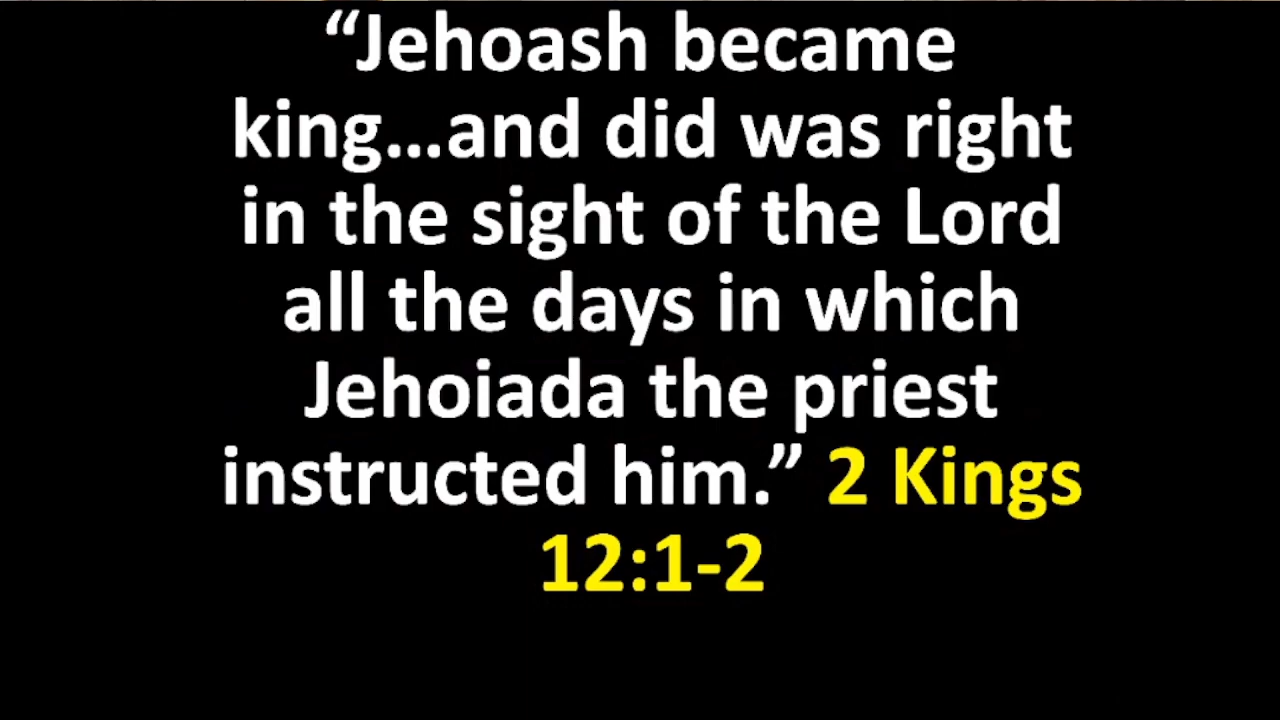 “Jehoash became
king...and did was right
in the sight of the Lord
all the days in which
Jehoiada the priest
instructed him.” 2 Kings
12:1-2